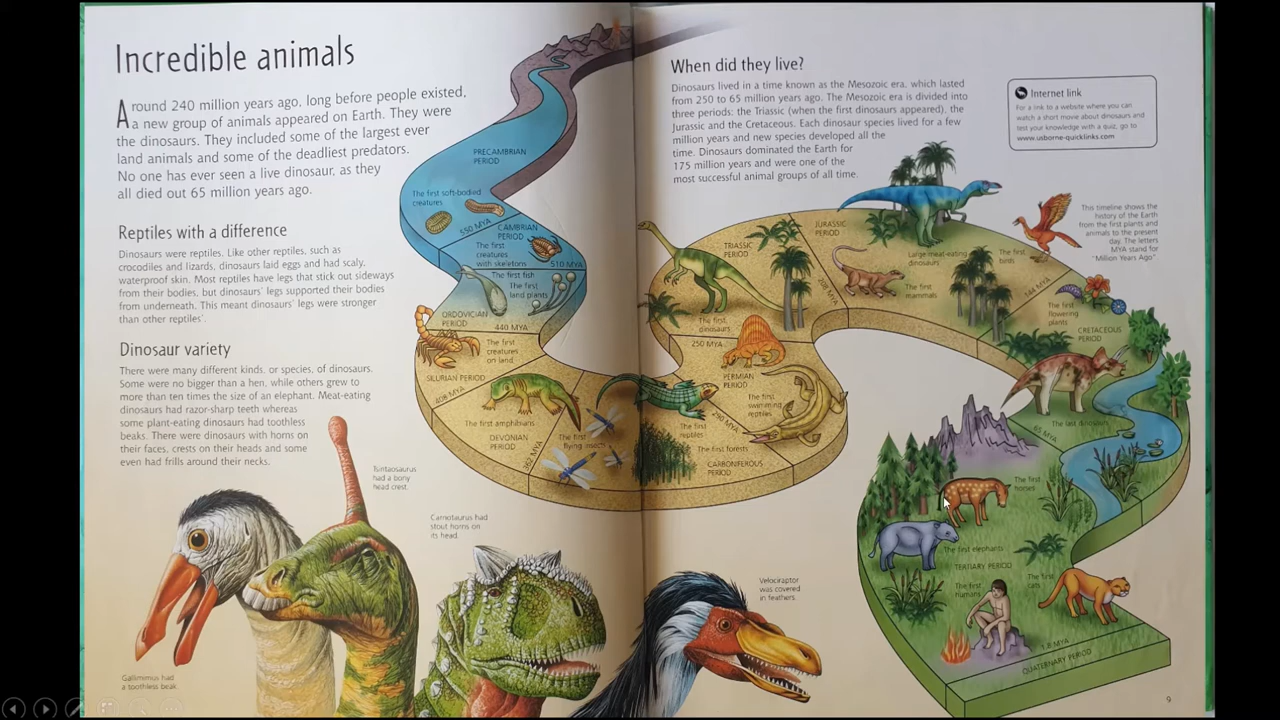 Incredible animals
Around 240 million years ago, long before people existed,
a new group of animals appeared on Earth. They were
the dinosaurs. They included some of the largest ever
land animals and some of the deadliest predators.
No one has ever seen a live dinosaur, as they
all died out 65 million years ago.
Reptiles with a difference
Dinosaurs were reptiles. Like other reptiles, such as
crocodiles and lizards, dinosaurs laid eggs and had scaly,
waterproof skin. Most reptiles have legs that stick out sideways
from their bodies, but dinosaurs' legs supported their bodies
from underneath. This meant dinosaurs' legs were stronger
than other reptiles'.
Dinosaur variety
There were many different kinds, or species, of dinosaurs.
Some were no bigger than a hen, while others grew to
more than ten times the size of an elephant. Meat-eating
dinosaurs had razor-sharp teeth whereas
some plant-eating dinosaurs had toothless
beaks. There were dinosaurs with horns on
their faces, crests on their heads and some
even had frills around their necks.
Tsintaosaurus
had a bony
head crest.
Carnotaurus had
stout horns on
its head.
Gallimimus had
a toothless beak.
Velociraptor
was covered
in feathers.
When did they live?
Dinosaurs lived in a time known as the Mesozoic era, which lasted
from 250 to 65 million years ago. The Mesozoic era is divided into
three periods: the Triassic (when the first dinosaurs appeared), the
Jurassic and the Cretaceous. Each dinosaur species lived for a few
million years and new species developed all the
time. Dinosaurs dominated the Earth for
175 million years and were one of the
most successful animal groups of all time.
Internet link
For a link to a website where you can
watch a short movie about dinosaurs and
test your knowledge with a quiz, go to
www.usborne-quicklinks.com
This timeline shows the
history of the Earth
from the first plants and
animals to the present
day. The letters
MYA stand for
"Million Years Ago"
PRECAMBRIAN
PERIOD
The first soft-bodied
creatures
550 MYA
CAMBRIAN
PERIOD
The first
creatures
with skeletons
510 MYA
The first fish
The first
land plants
ORDOVICIAN
PERIOD
440 MYA
The first
creatures
on land
SILURIAN PERIOD
408 MYA
The first amphibians
DEVONIAN
PERIOD
362 MYA
The first
flying insects
The first
reptiles
The first forests
CARBONIFEROUS
PERIOD
290 MYA
The first
swimming
reptiles
PERMIAN
PERIOD
250 MYA
The first
dinosaurs
TRIASSIC
PERIOD
208 MYA
JURASSIC
PERIOD
The first
mammals
Large meat-eating
dinosaurs
The first
birds
144 MYA
The first
flowering
plants
CRETACEOUS
PERIOD
The last dinosaurs
65 MYA
The first
horses
The first elephants
TERTIARY PERIOD
The first
humans
The first
cats
1.8 MYA
QUATERNARY PERIOD
9